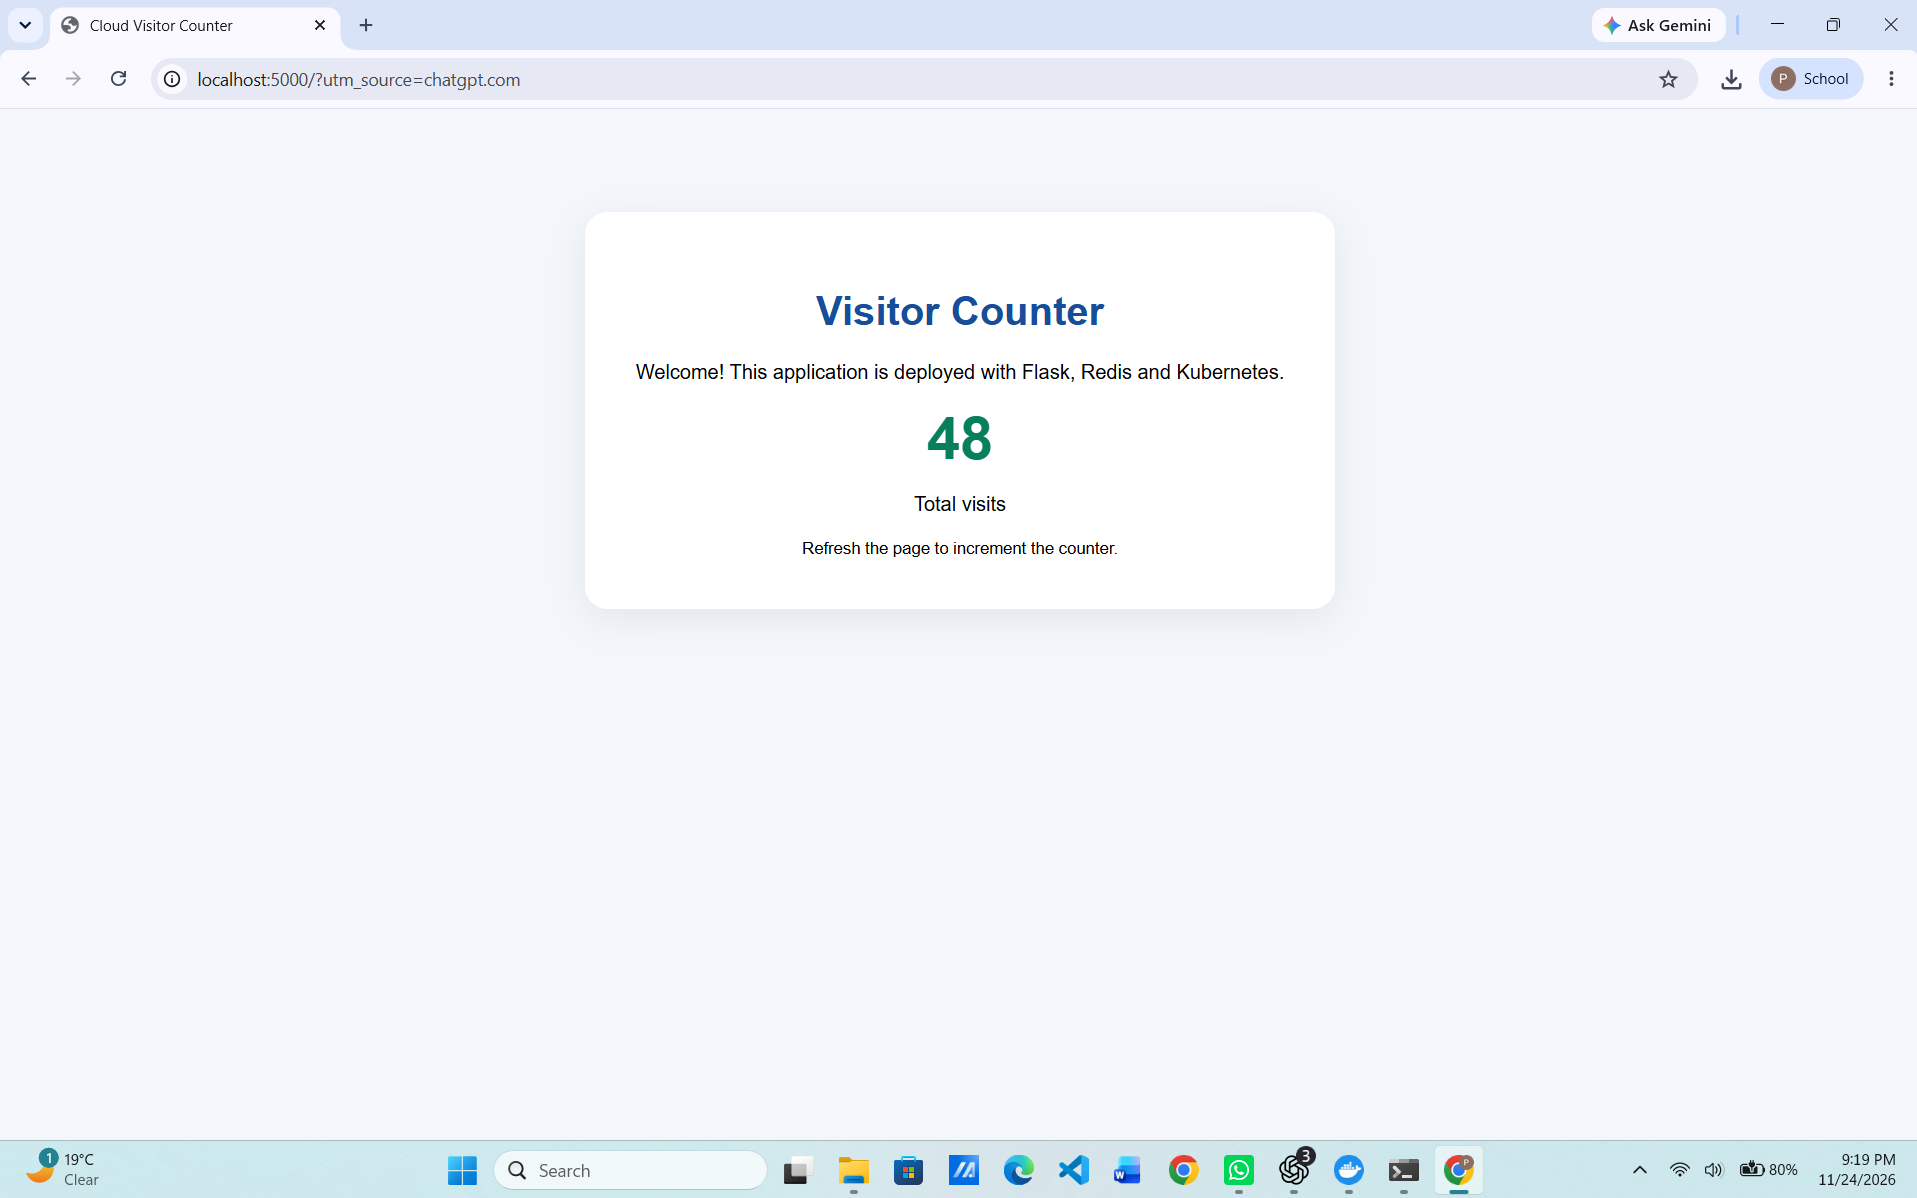 Cloud Visitor Counter
Ask Gemini
localhost:5000/?utm_source=chatgpt.com
P School
Visitor Counter
Welcome! This application is deployed with Flask, Redis and Kubernetes.
48
Total visits
Refresh the page to increment the counter.
1
19°C
Clear
Search
W
3
P
80%
9:19 PM
11/24/2026